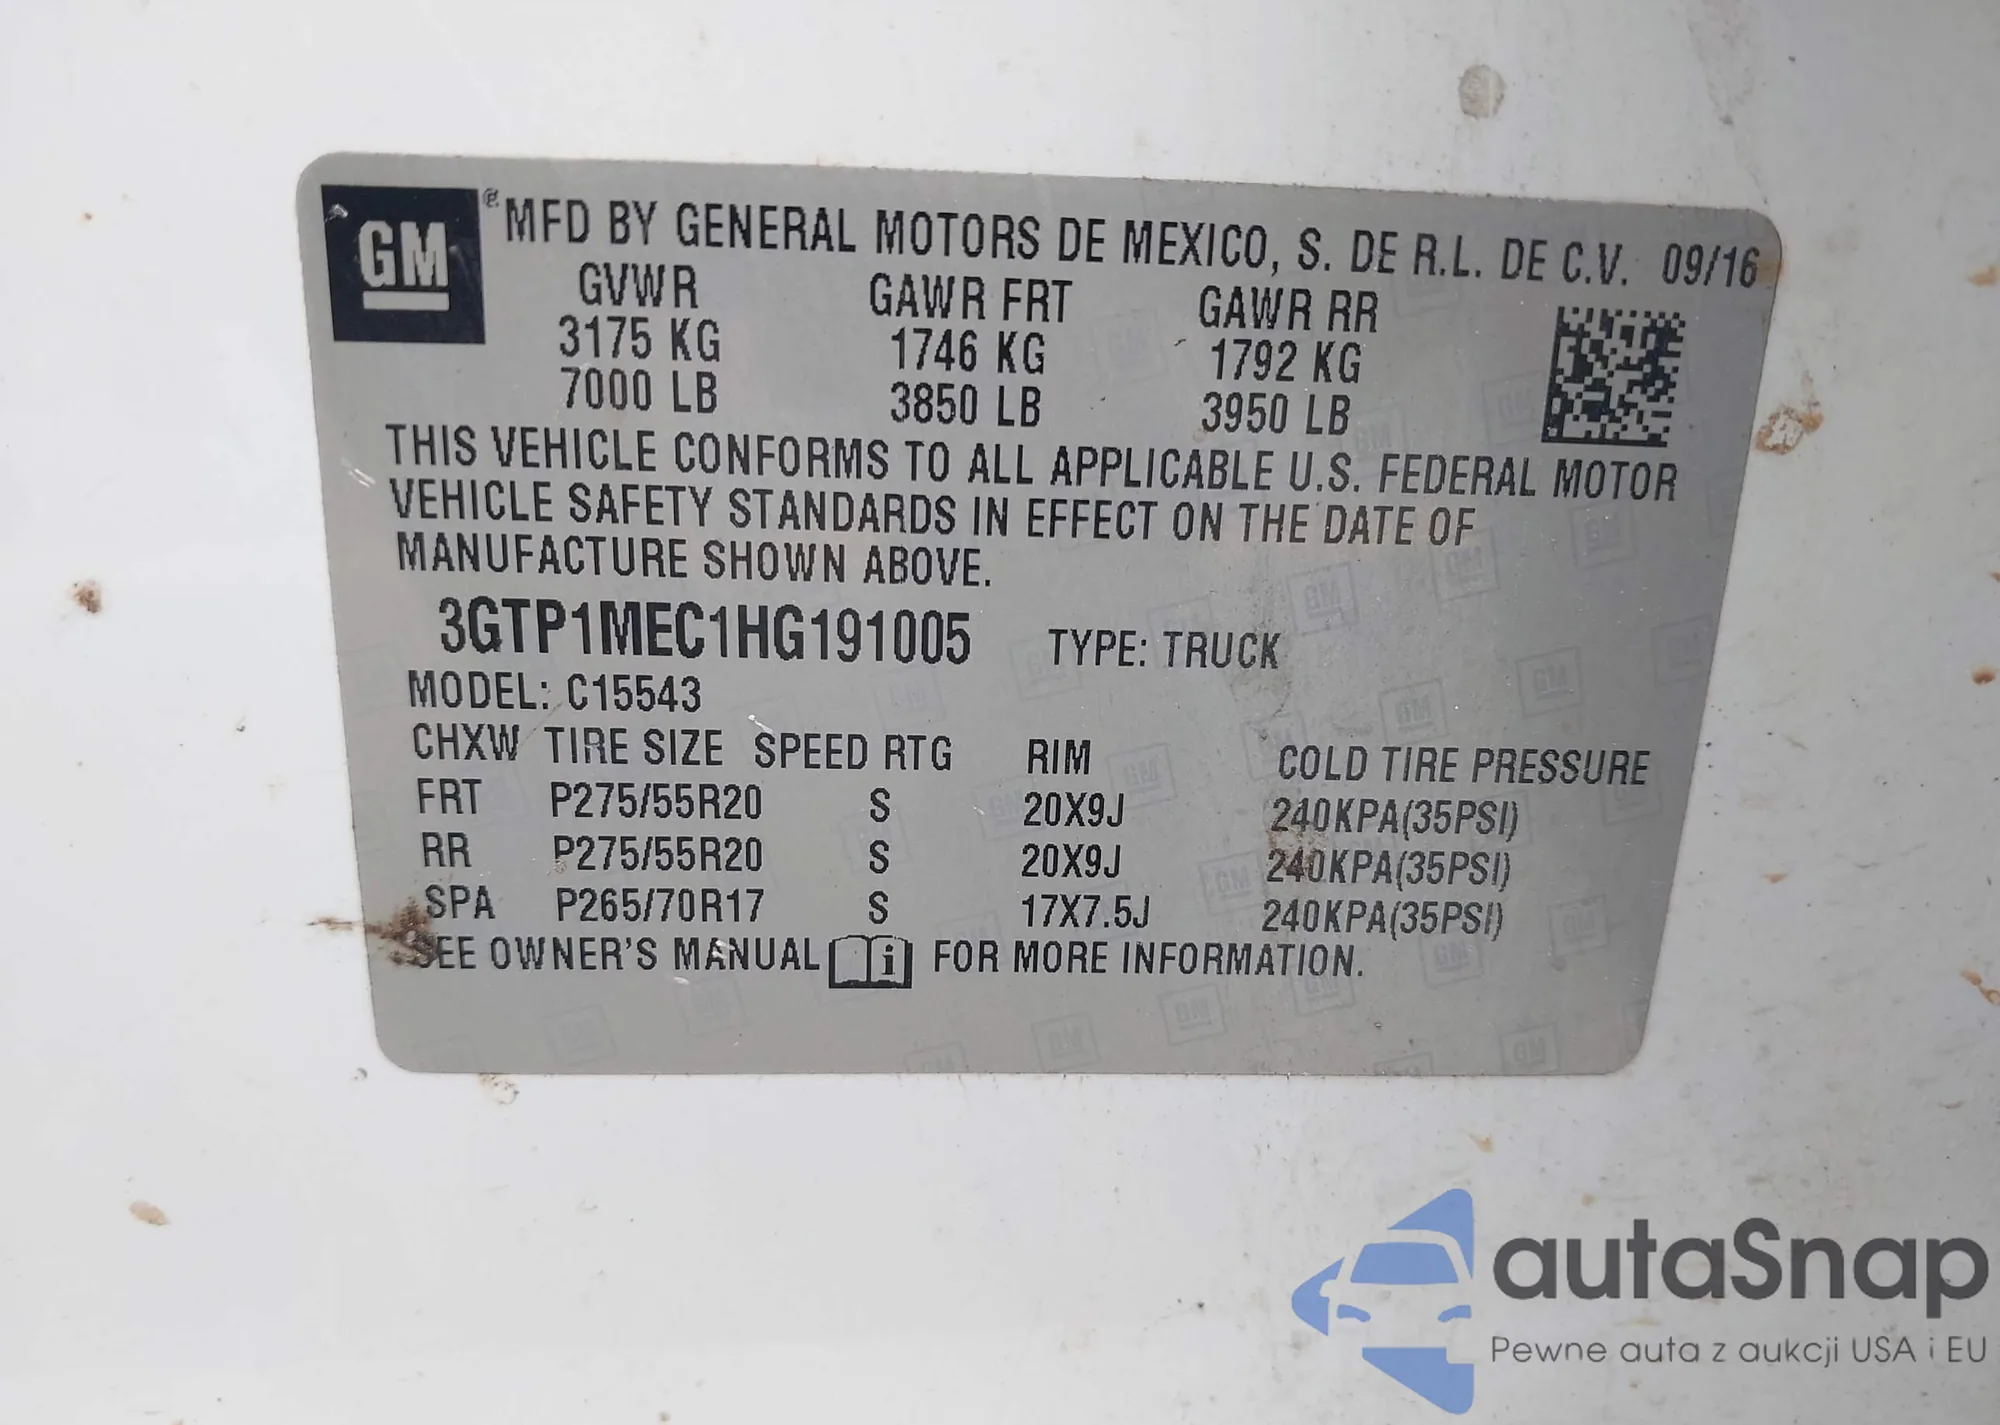 GM ® MFD BY GENERAL MOTORS DE MEXICO, S. DE R.L. DE C.V. 09/16
GVWR GAWR FRT GAWR RR
3175 KG 1746 KG 1792 KG
7000 LB 3850 LB 3950 LB
THIS VEHICLE CONFORMS TO ALL APPLICABLE U.S. FEDERAL MOTOR
VEHICLE SAFETY STANDARDS IN EFFECT ON THE DATE OF
MANUFACTURE SHOWN ABOVE.
3GTP1MEC1HG191005 TYPE: TRUCK
MODEL: C15543
CHXW TIRE SIZE SPEED RTG RIM COLD TIRE PRESSURE
FRT P275/55R20 S 20X9J 240KPA(35PSI)
RR P275/55R20 S 20X9J 240KPA(35PSI)
SPA P265/70R17 S 17X7.5J 240KPA(35PSI)
SEE OWNER'S MANUAL i FOR MORE INFORMATION.
autaSnap
Pewne auta z aukcji USA i EU